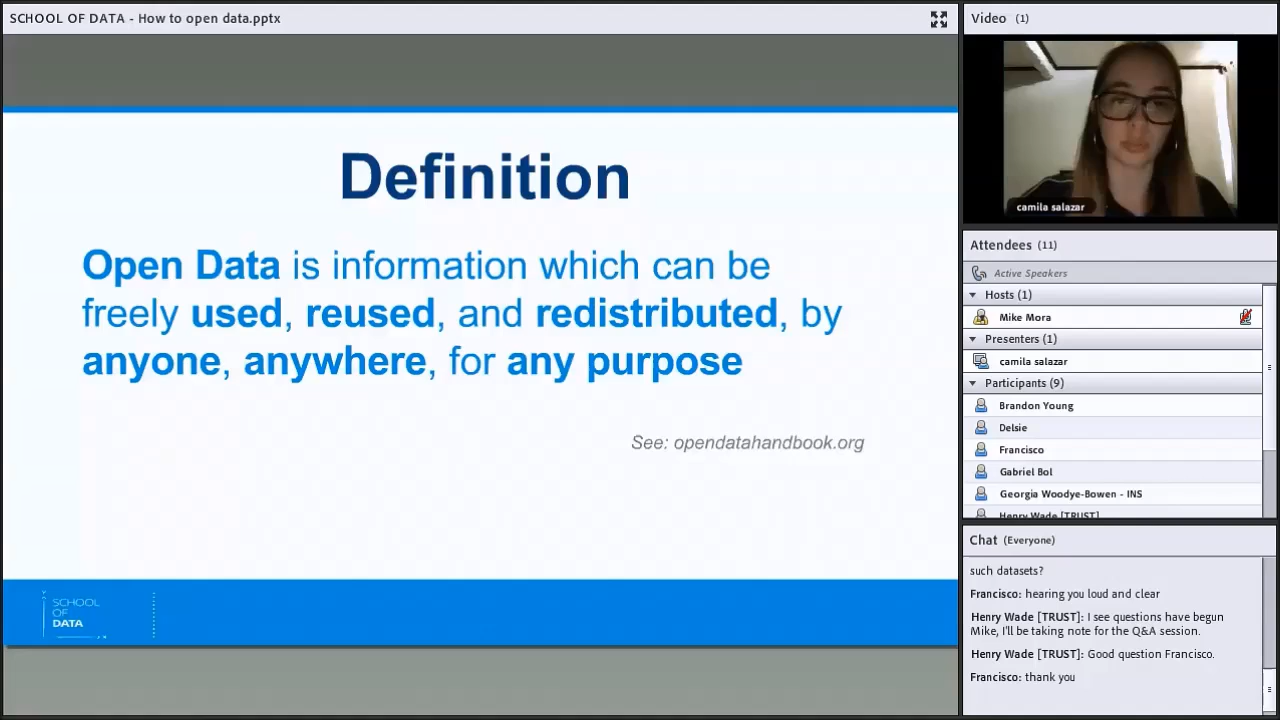 SCHOOL OF DATA - How to open data.pptx
Definition
Open Data is information which can be
freely used, reused, and redistributed, by
anyone, anywhere, for any purpose
See: opendatahandbook.org
SCHOOL
OF
DATA
Video (1)
camila salazar
Attendees (11)
Active Speakers
Hosts (1)
Mike Mora
Presenters (1)
camila salazar
Participants (9)
Brandon Young
Delsie
Francisco
Gabriel Bol
Georgia Woodye-Bowen - INS
Henry Wade [TRUST]
Chat (Everyone)
such datasets?
Francisco: hearing you loud and clear
Henry Wade [TRUST]: I see questions have begun
Mike, I'll be taking note for the Q&A session.
Henry Wade [TRUST]: Good question Francisco.
Francisco: thank you